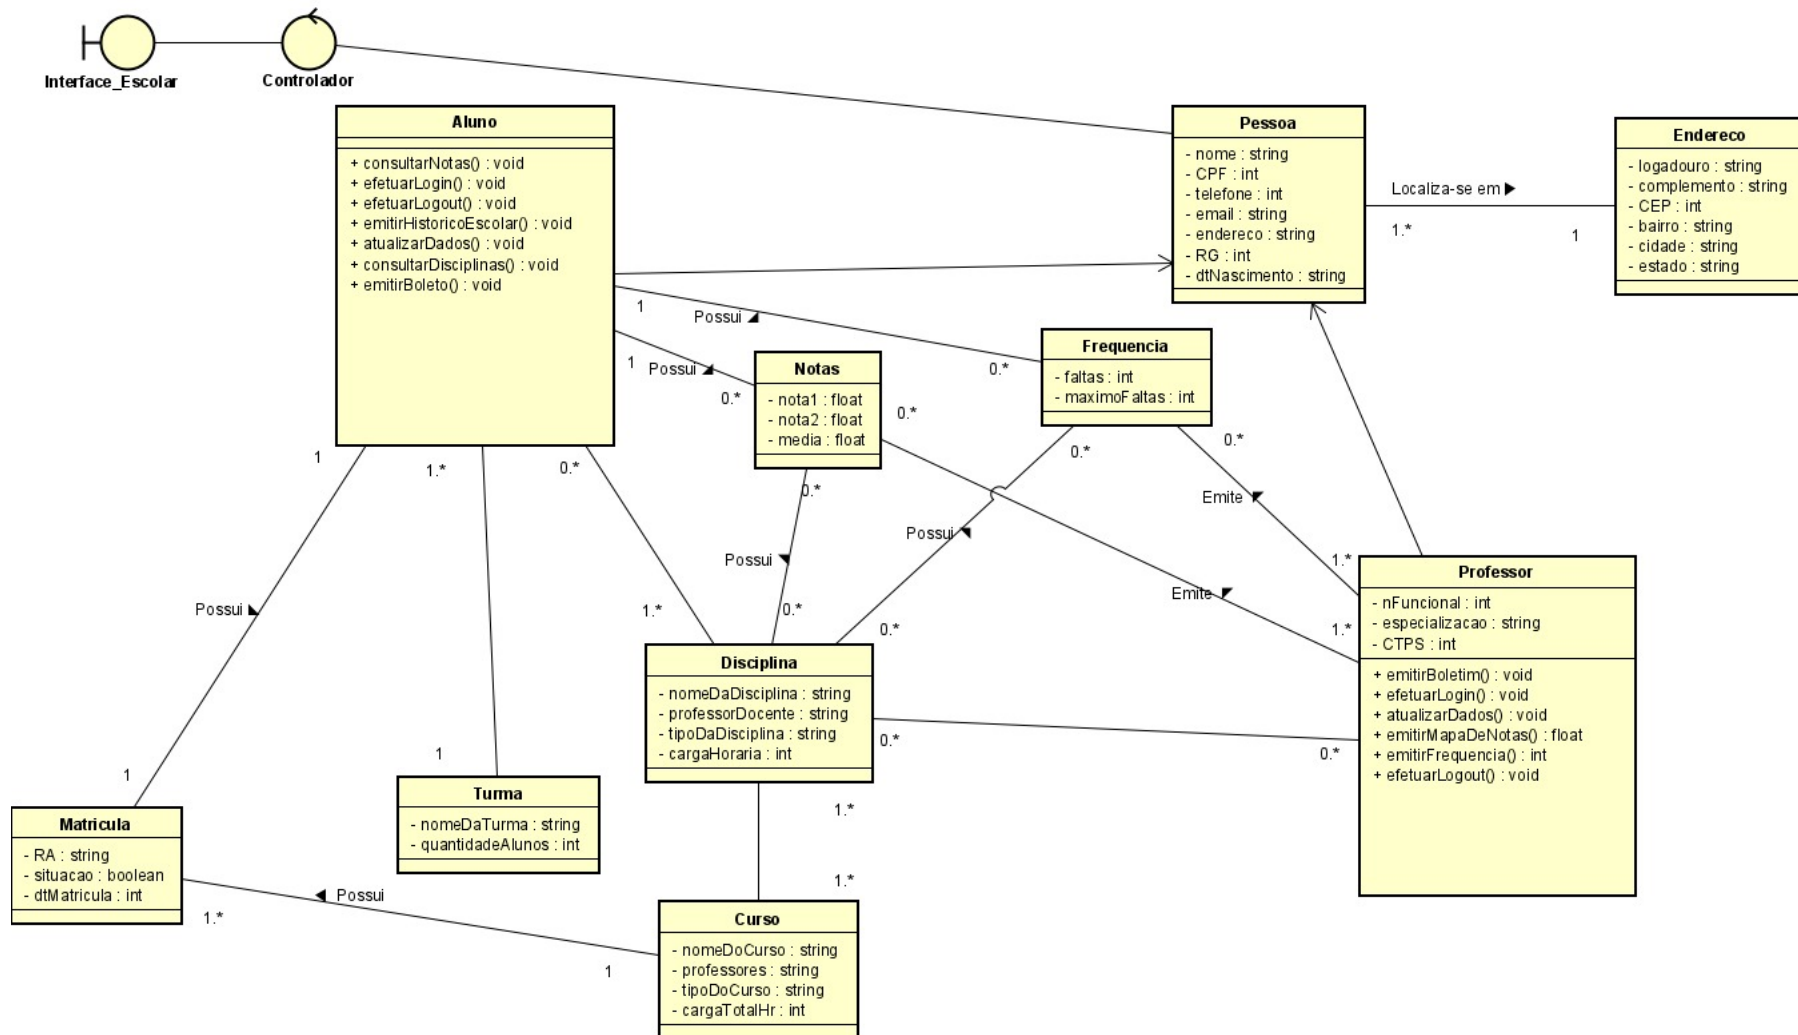 Interface_Escolar
Controlador
Aluno
+ consultarNotas() : void
+ efetuarLogin() : void
+ efetuarLogout() : void
+ emitirHistoricoEscolar() : void
+ atualizarDados() : void
+ consultarDisciplinas() : void
+ emitirBoleto() : void
Pessoa
- nome : string
- CPF : int
- telefone : int
- email : string
- endereco : string
- RG : int
- dtNascimento : string
Localiza-se em
1.*
1
Endereco
- logadouro : string
- complemento : string
- CEP : int
- bairro : string
- cidade : string
- estado : string
1
Possui
0.*
1
Possui
0.*
Notas
- nota1 : float
- nota2 : float
- media : float
0.*
Frequencia
- faltas : int
- maximoFaltas : int
0.*
0.*
1
1.*
0.*
0.*
Emite
Possui
Possui
1.*
Emite
1.*
Possui
1.*
0.*
0.*
Professor
- nFuncional : int
- especializacao : string
- CTPS : int
+ emitirBoletim() : void
+ efetuarLogin() : void
+ atualizarDados() : void
+ emitirMapaDeNotas() : float
+ emitirFrequencia() : int
+ efetuarLogout() : void
Disciplina
- nomeDaDisciplina : string
- professorDocente : string
- tipoDaDisciplina : string
- cargaHoraria : int
0.*
0.*
1
1
Turma
- nomeDaTurma : string
- quantidadeAlunos : int
Matricula
- RA : string
- situacao : boolean
- dtMatricula : int
1.*
1.*
Possui
1.*
1
Curso
- nomeDoCurso : string
- professores : string
- tipoDoCurso : string
- cargaTotalHr : int